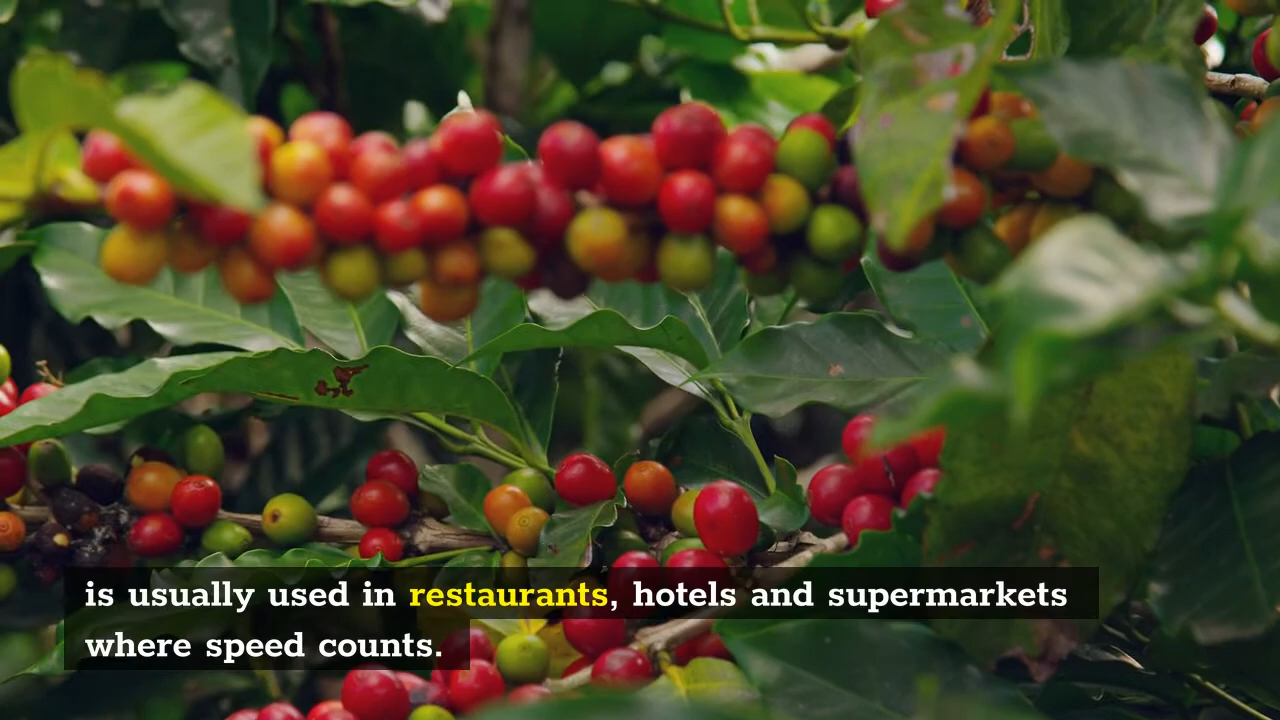 is usually used in restaurants, hotels and supermarkets
where speed counts.